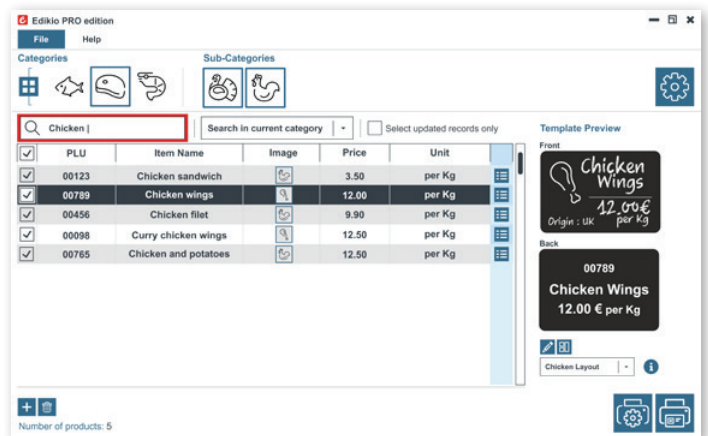 Edikio PRO edition
File Help
Categories Sub-Categories
Chicken | Search in current category Select updated records only
Template Preview
PLU Item Name Image Price Unit
00123 Chicken sandwich 3.50 per Kg
00789 Chicken wings 12.00 per Kg
00456 Chicken filet 9.90 per Kg
00098 Curry chicken wings 12.50 per Kg
00765 Chicken and potatoes 12.50 per Kg
Front
Chicken
Wings
12,00€
Origin : UK per Kg
Back
00789
Chicken Wings
12.00 € per Kg
Chicken Layout
Number of products: 5